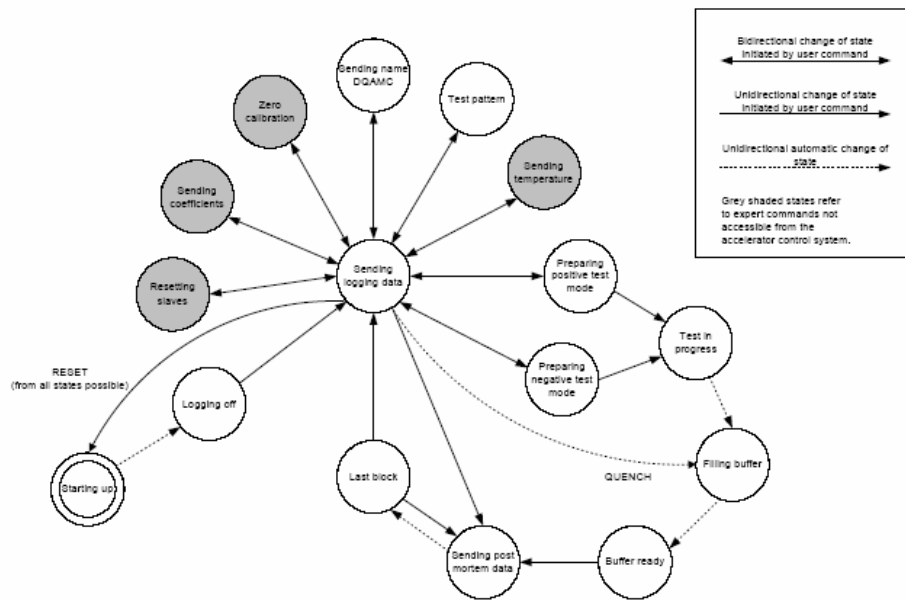 Bidirectional change of state
initiated by user command
Unidirectional change of state
initiated by user command
Unidirectional automatic change of
state
Grey shaded states refer
to expert commands not
accessible from the
accelerator control system.
Sending name
DQAMC
Test pattern
Zero
calibration
Sending
temperature
Sending
coefficients
Sending
logging data
Preparing
positive test
mode
Resetting
slaves
Test in
progress
Preparing
negative test
mode
RESET
(from all states possible)
Logging off
Filling buffer
QUENCH
Last block
Starting up
Sending post
mortem data
Buffer ready